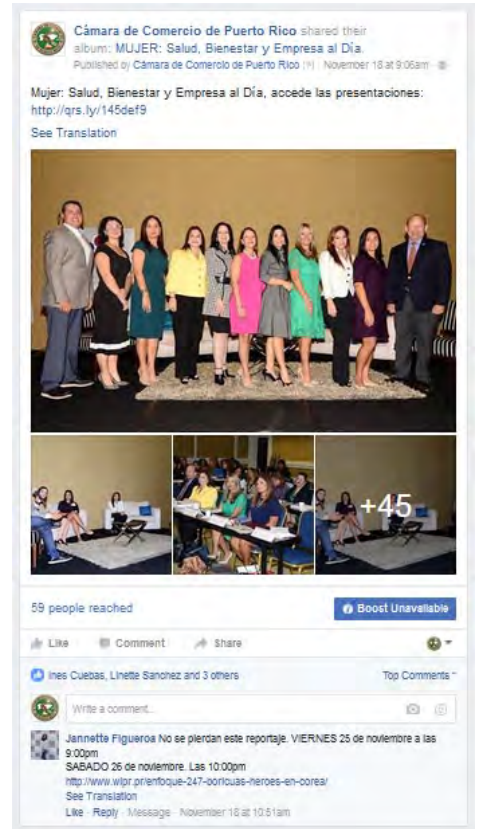 Cámara de Comercio de Puerto Rico shared their
album: MUJER: Salud, Bienestar y Empresa al Día.
Published by Cámara de Comercio de Puerto Rico [?] · November 18 at 9:06am ·
Mujer: Salud, Bienestar y Empresa al Día, accede las presentaciones:
http://qrs.ly/145def9
See Translation
+45
59 people reached
Boost Unavailable
Like Comment Share
Ines Cuebas, Linette Sanchez and 3 others
Top Comments
Write a comment...
Jannette Figueroa No se pierdan este reportaje. VIERNES 25 de noviembre a las
9:00pm
SABADO 26 de noviembre. Las 10:00pm
http://www.wipr.pr/enfoque-247-boricuas-heroes-en-corea/
See Translation
Like · Reply · Message · November 18 at 10:51am